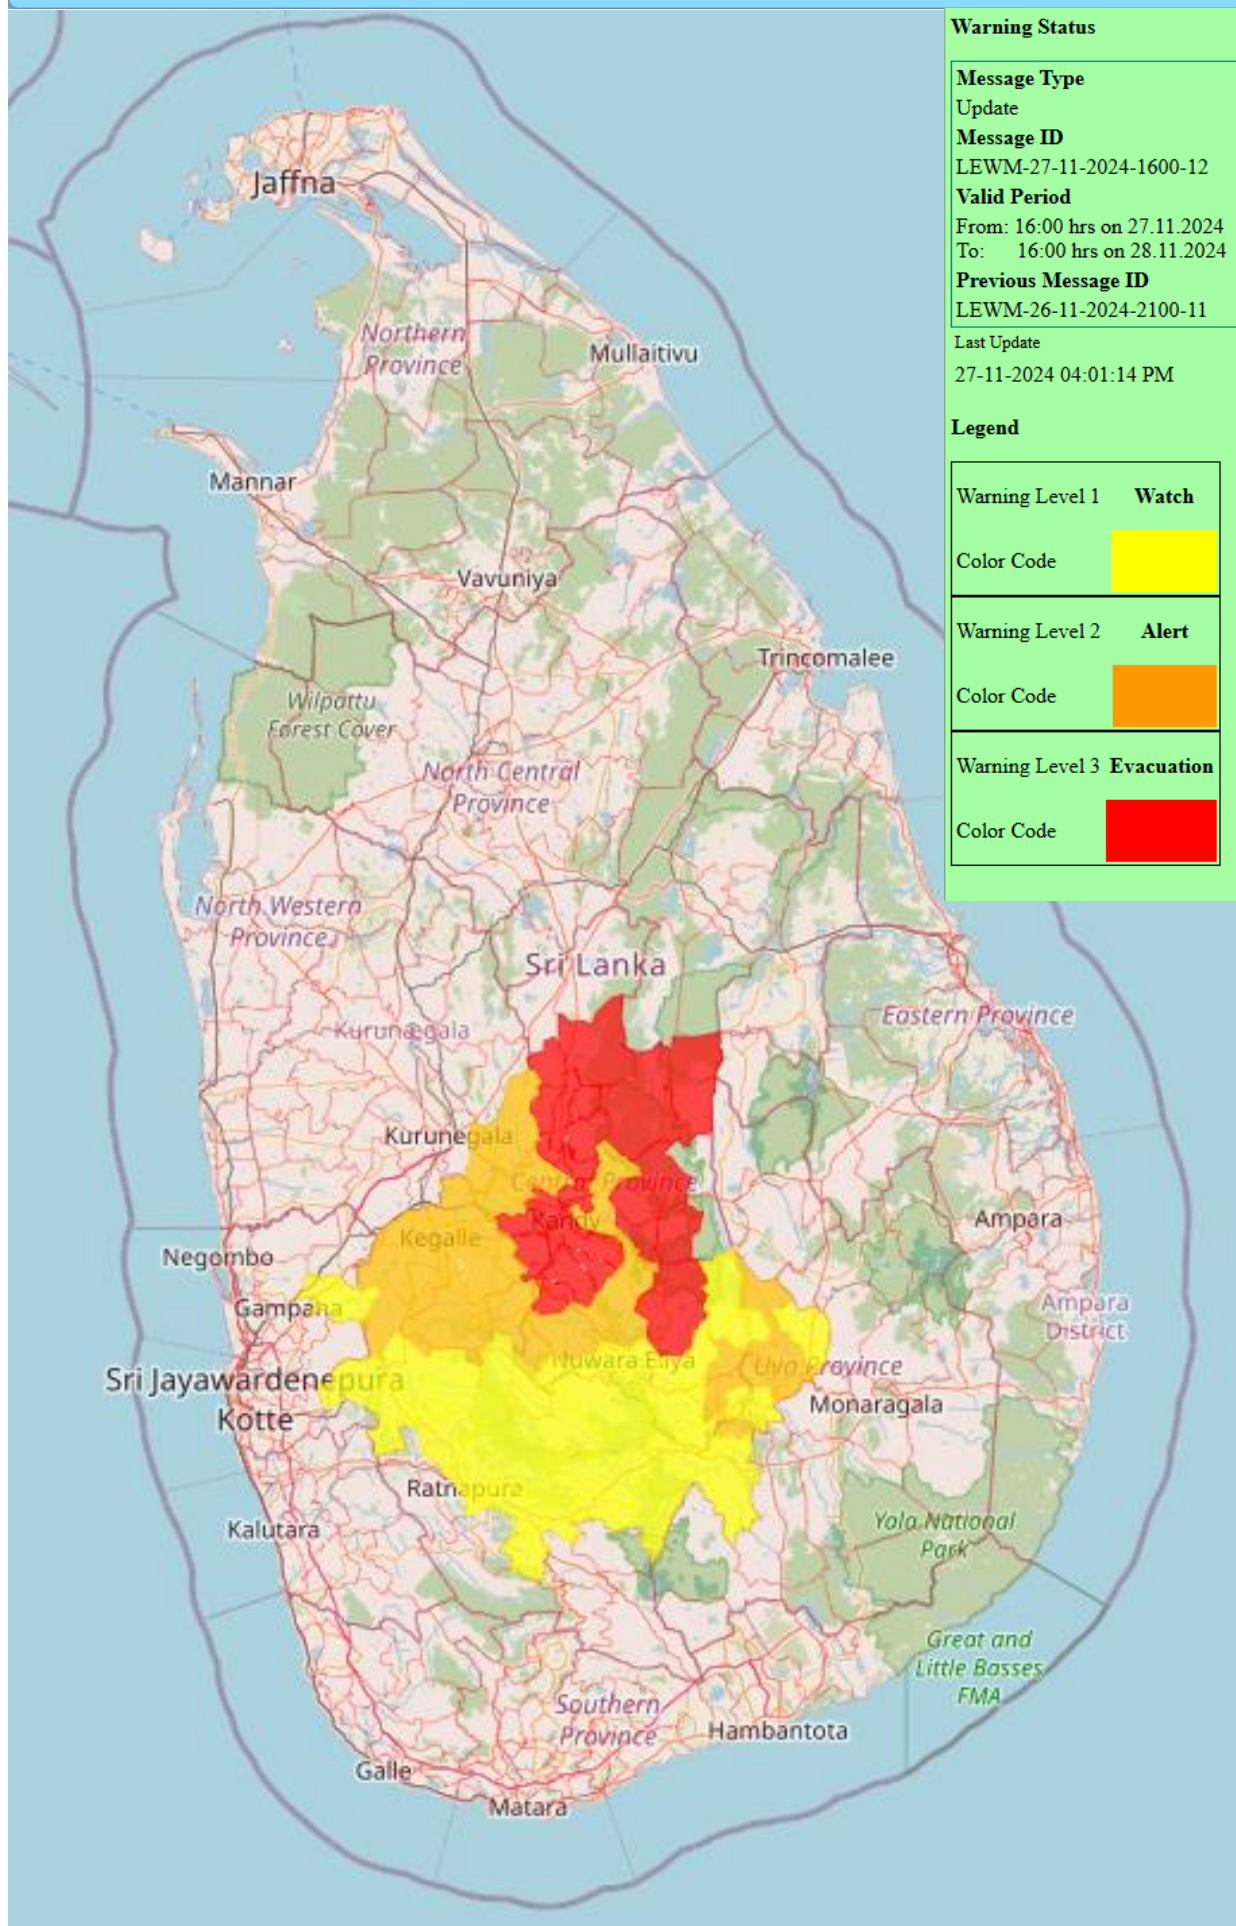 Warning Status
Message Type
Update
Message ID
LEWM-27-11-2024-1600-12
Valid Period
From: 16:00 hrs on 27.11.2024
To: 16:00 hrs on 28.11.2024
Previous Message ID
LEWM-26-11-2024-2100-11
Last Update
27-11-2024 04:01:14 PM
Legend
Warning Level 1 Watch
Color Code
Warning Level 2 Alert
Color Code
Warning Level 3 Evacuation
Color Code
Jaffna
Northern
Province
Mullaitivu
Mannar
Vavuniya
Trincomalee
Wilpattu
Forest Cover
North Central
Province
North Western
Province
Sri Lanka
Eastern Province
Kurunægala
Kurunegala
Central Province
Kandy
Ampara
Kegalle
Negombo
Gampaha
Ampara
District
Nuwara Eliya
Uva Province
Sri Jayawardenepura
Kotte
Monaragala
Ratnapura
Kalutara
Yala National
Park
Great and
Little Basses
FMA
Southern
Province
Hambantota
Galle
Matara